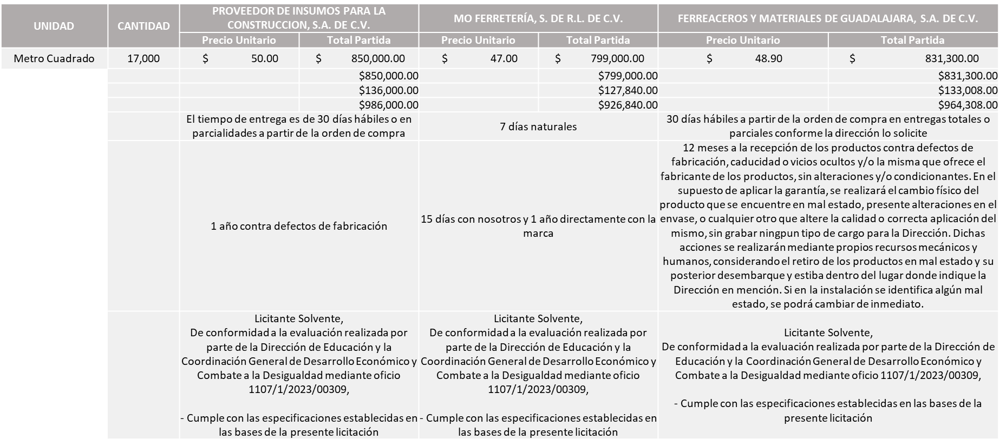 UNIDAD
CANTIDAD
PROVEEDOR DE INSUMOS PARA LA
CONSTRUCCION, S.A. DE C.V.
MO FERRETERÍA, S. DE R.L. DE C.V.
FERREACEROS Y MATERIALES DE GUADALAJARA, S.A. DE C.V.
Precio Unitario
Total Partida
Precio Unitario
Total Partida
Precio Unitario
Total Partida
Metro Cuadrado
17,000
$ 50.00
$ 850,000.00
$ 47.00
$ 799,000.00
$ 48.90
$ 831,300.00
$850,000.00
$799,000.00
$831,300.00
$136,000.00
$127,840.00
$133,008.00
$986,000.00
$926,840.00
$964,308.00
El tiempo de entrega es de 30 días hábiles o en
parcialidades a partir de la orden de compra
7 días naturales
30 días hábiles a partir de la orden de compra en entregas totales o
parciales conforme la dirección lo solicite
1 año contra defectos de fabricación
15 días con nosotros y 1 año directamente con la
marca
12 meses a la recepción de los productos contra defectos de
fabricación, caducidad o vicios ocultos y/o la misma que ofrece el
fabricante de los productos, sin alteraciones y/o condicionantes. En el
supuesto de aplicar la garantía, se realizará el cambio físico del
producto que se encuentre en mal estado, presente alteraciones en el
envase, o cualquier otro que altere la calidad o correcta aplicación del
mismo, sin grabar ningpun tipo de cargo para la Dirección. Dichas
acciones se realizarán mediante propios recursos mecánicos y
humanos, considerando el retiro de los productos en mal estado y su
posterior desembarque y estiba dentro del lugar donde indique la
Dirección en mención. Si en la instalación se identifica algún mal
estado, se podrá cambiar de inmediato.
Licitante Solvente,
De conformidad a la evaluación realizada por
parte de la Dirección de Educación y la
Coordinación General de Desarrollo Económico y
Combate a la Desigualdad mediante oficio
1107/1/2023/00309,
- Cumple con las especificaciones establecidas en
las bases de la presente licitación
Licitante Solvente,
De conformidad a la evaluación realizada por
parte de la Dirección de Educación y la
Coordinación General de Desarrollo Económico y
Combate a la Desigualdad mediante oficio
1107/1/2023/00309,
- Cumple con las especificaciones establecidas en
las bases de la presente licitación
Licitante Solvente,
De conformidad a la evaluación realizada por parte de la Dirección de
Educación y la Coordinación General de Desarrollo Económico y
Combate a la Desigualdad mediante oficio 1107/1/2023/00309,
- Cumple con las especificaciones establecidas en las bases de la
presente licitación